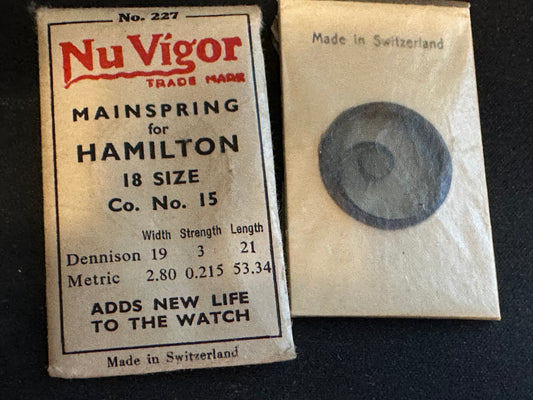 No. 227
Nu Vigor
TRADE MARK
MAINSPRING
for
HAMILTON
18 SIZE
Co. No. 15
Width Strength Length
Dennison 19 3 21
Metric 2.80 0.215 53.34
ADDS NEW LIFE
TO THE WATCH
Made in Switzerland
Made in Switzerland